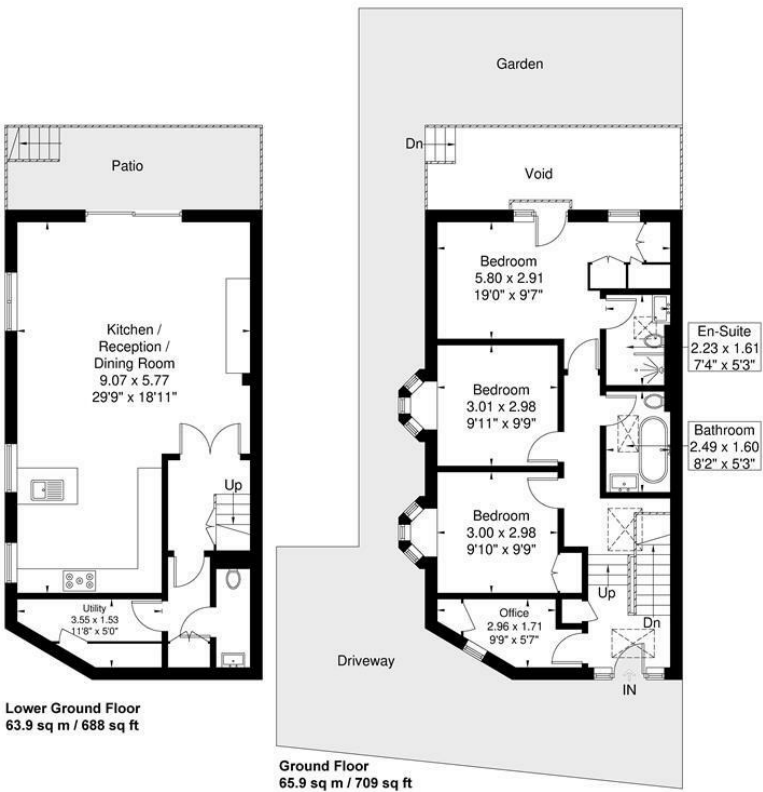 Garden
Patio
Dn
Void
Bedroom
5.80 x 2.91
19'0" x 9'7"
Kitchen /
Reception /
Dining Room
9.07 x 5.77
29'9" x 18'11"
En-Suite
2.23 x 1.61
7'4" x 5'3"
Bedroom
3.01 x 2.98
9'11" x 9'9"
Bathroom
2.49 x 1.60
8'2" x 5'3"
Up
Bedroom
3.00 x 2.98
9'10" x 9'9"
Up
Utility
3.55 x 1.53
11'8" x 5'0"
Office
2.96 x 1.71
9'9" x 5'7"
Dn
Driveway
IN
Lower Ground Floor
63.9 sq m / 688 sq ft
Ground Floor
65.9 sq m / 709 sq ft